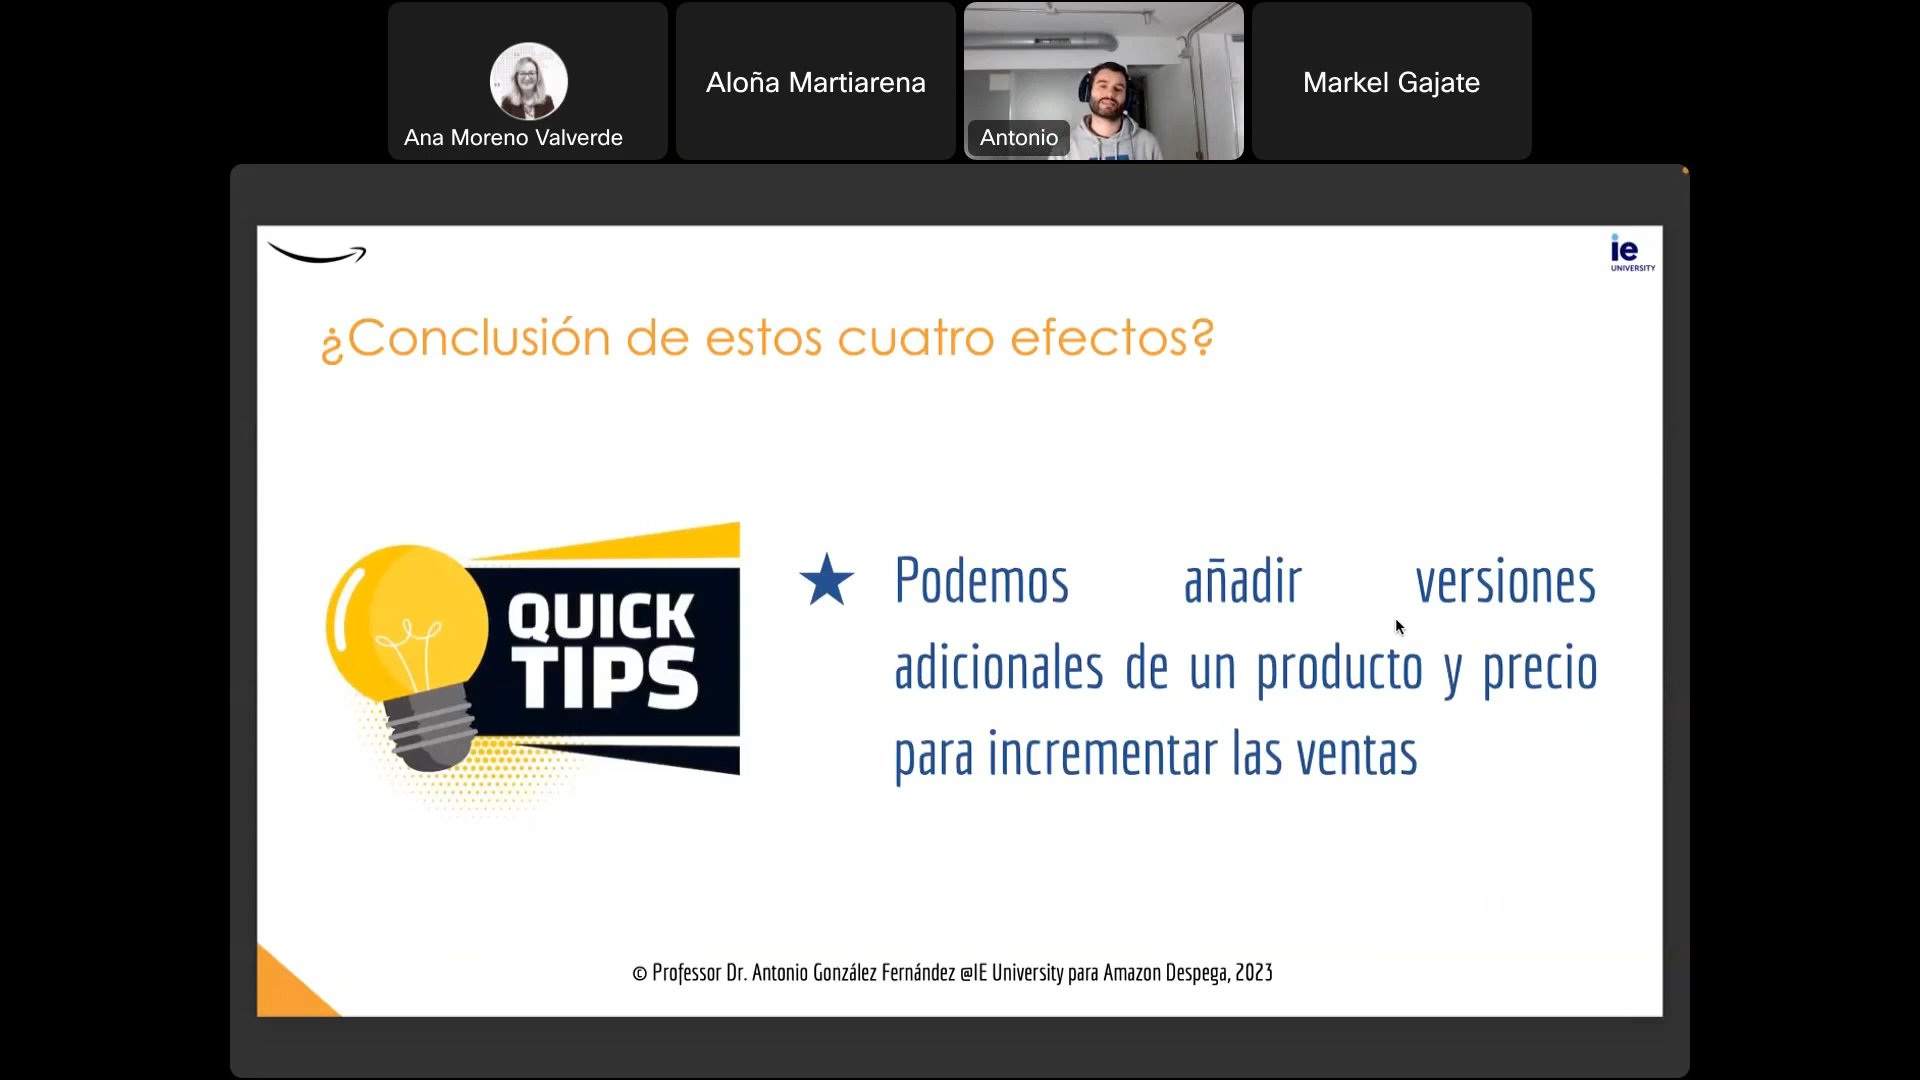 Ana Moreno Valverde
Aloña Martiarena
Antonio
Markel Gajate
ie
UNIVERSITY
¿Conclusión de estos cuatro efectos?
QUICK
TIPS
Podemos añadir versiones
adicionales de un producto y precio
para incrementar las ventas
© Professor Dr. Antonio González Fernández @IE University para Amazon Despega, 2023